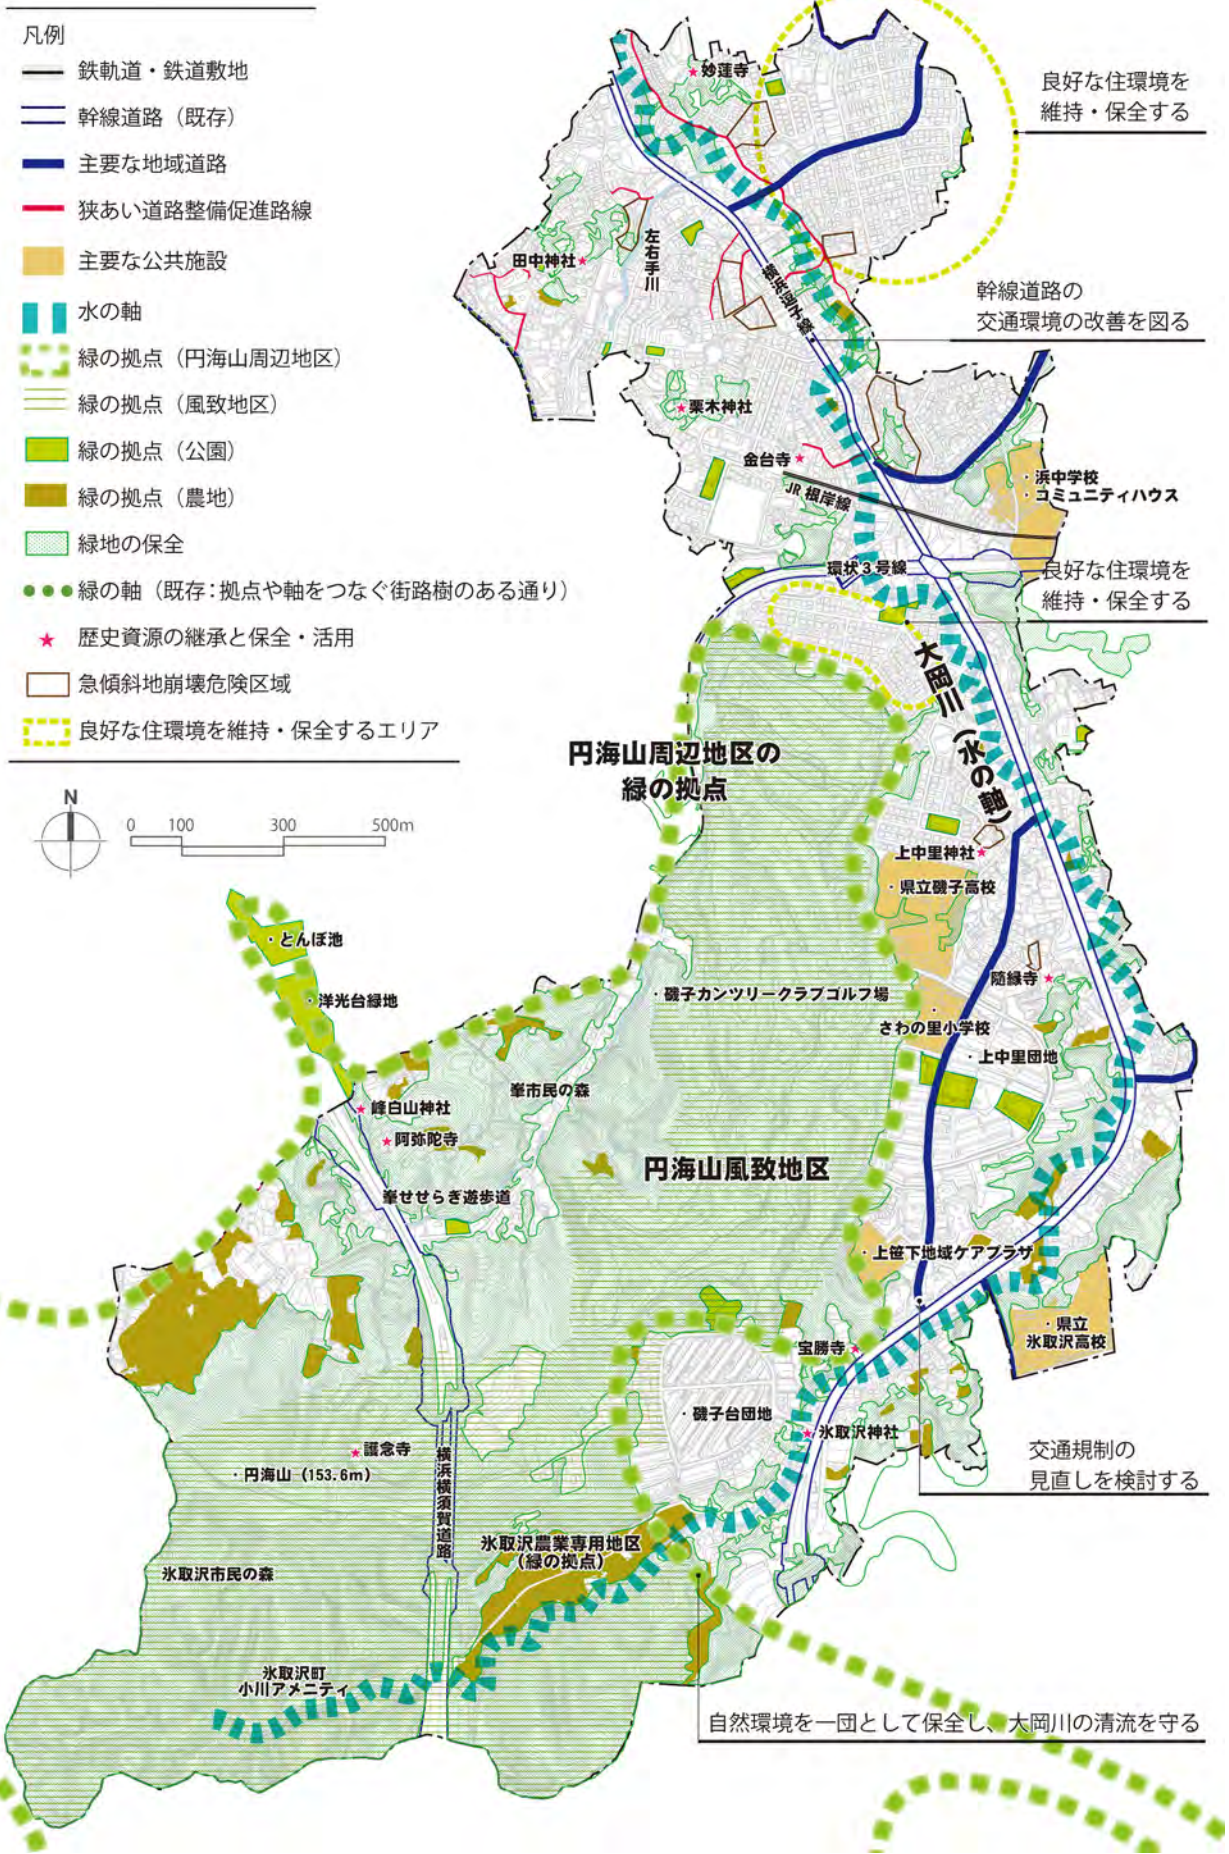 凡例
鉄軌道・鉄道敷地
幹線道路（既存）
主要な地域道路
狭あい道路整備促進路線
主要な公共施設
水の軸
緑の拠点（円海山周辺地区）
緑の拠点（風致地区）
緑の拠点（公園）
緑の拠点（農地）
緑地の保全
緑の軸（既存：拠点や軸をつなぐ街路樹のある通り）
歴史資源の継承と保全・活用
急傾斜地崩壊危険区域
良好な住環境を維持・保全するエリア
N
0 100 300 500m
妙蓮寺
良好な住環境を
維持・保全する
左右手川
田中神社
横浜逗子線
幹線道路の
交通環境の改善を図る
栗木神社
金台寺
JR根岸線
・浜中学校
・コミュニティハウス
環状3号線
良好な住環境を
維持・保全する
大岡川（水の軸）
円海山周辺地区の
緑の拠点
上中里神社
・県立磯子高校
・とんぼ池
・洋光台緑地
・磯子カンツリークラブゴルフ場
随縁寺
・さわの里小学校
・上中里団地
峯市民の森
峰白山神社
阿弥陀寺
円海山風致地区
峯せせらぎ遊歩道
・上笹下地域ケアプラザ
・県立
氷取沢高校
宝勝寺
・磯子台団地
氷取沢神社
護念寺
・円海山（153.6m）
横浜横須賀道路
交通規制の
見直しを検討する
氷取沢農業専用地区
（緑の拠点）
氷取沢市民の森
氷取沢町
小川アメニティ
自然環境を一団として保全し、大岡川の清流を守る